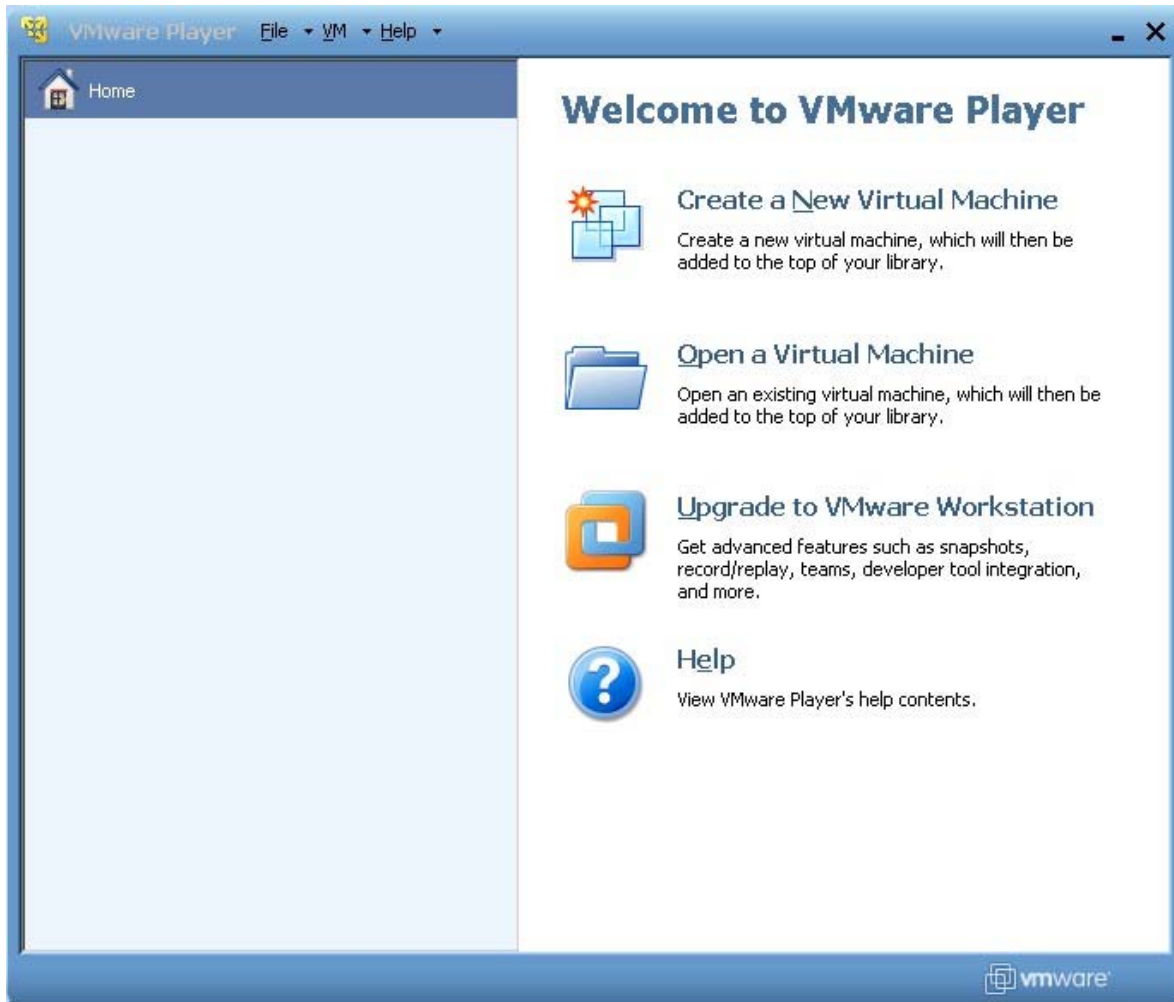 VMware Player File VM Help
Home
Welcome to VMware Player
Create a New Virtual Machine
Create a new virtual machine, which will then be
added to the top of your library.
Open a Virtual Machine
Open an existing virtual machine, which will then be
added to the top of your library.
Upgrade to VMware Workstation
Get advanced features such as snapshots,
record/replay, teams, developer tool integration,
and more.
Help
View VMware Player's help contents.
vmware